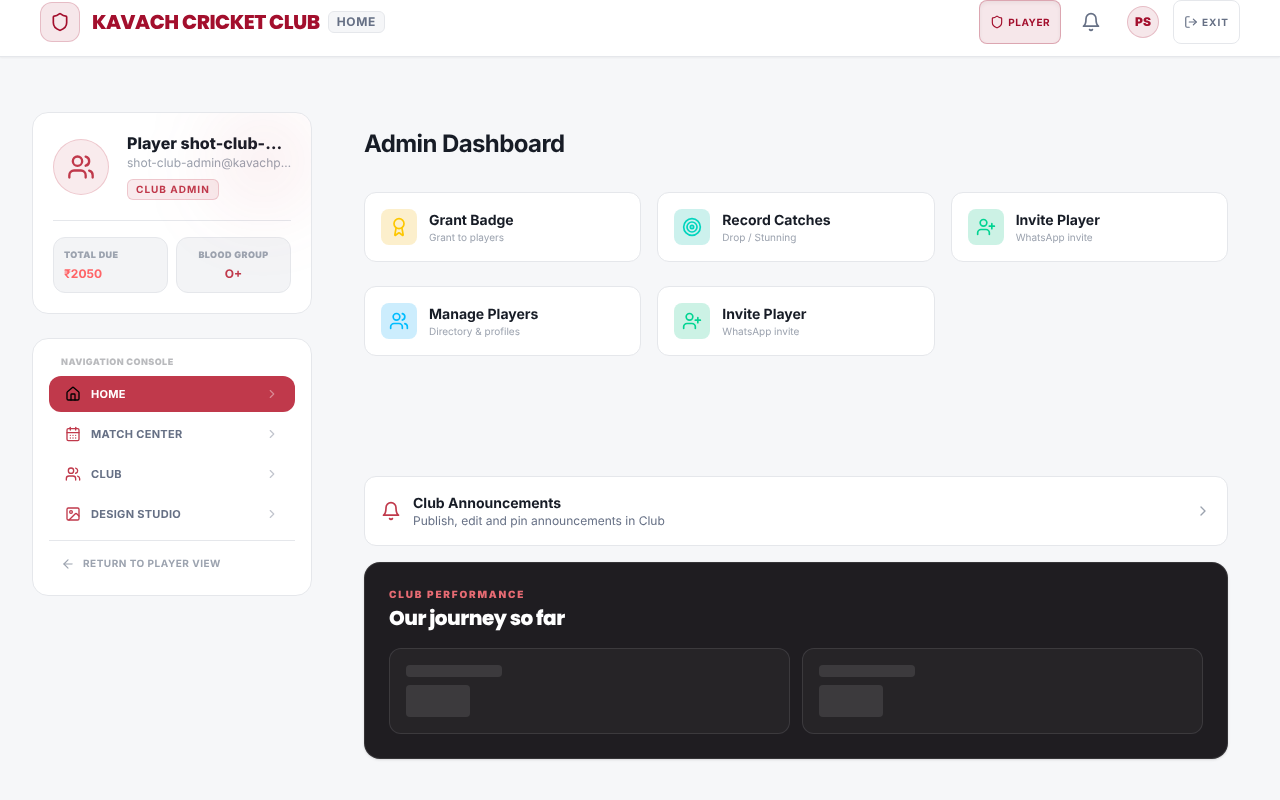 KAVACH CRICKET CLUB
HOME
PLAYER
PS
EXIT
Player shot-club-...
shot-club-admin@kavachp...
CLUB ADMIN
TOTAL DUE
₹2050
BLOOD GROUP
O+
NAVIGATION CONSOLE
HOME
MATCH CENTER
CLUB
DESIGN STUDIO
RETURN TO PLAYER VIEW
Admin Dashboard
Grant Badge
Grant to players
Record Catches
Drop / Stunning
Invite Player
WhatsApp invite
Manage Players
Directory & profiles
Invite Player
WhatsApp invite
Club Announcements
Publish, edit and pin announcements in Club
CLUB PERFORMANCE
Our journey so far